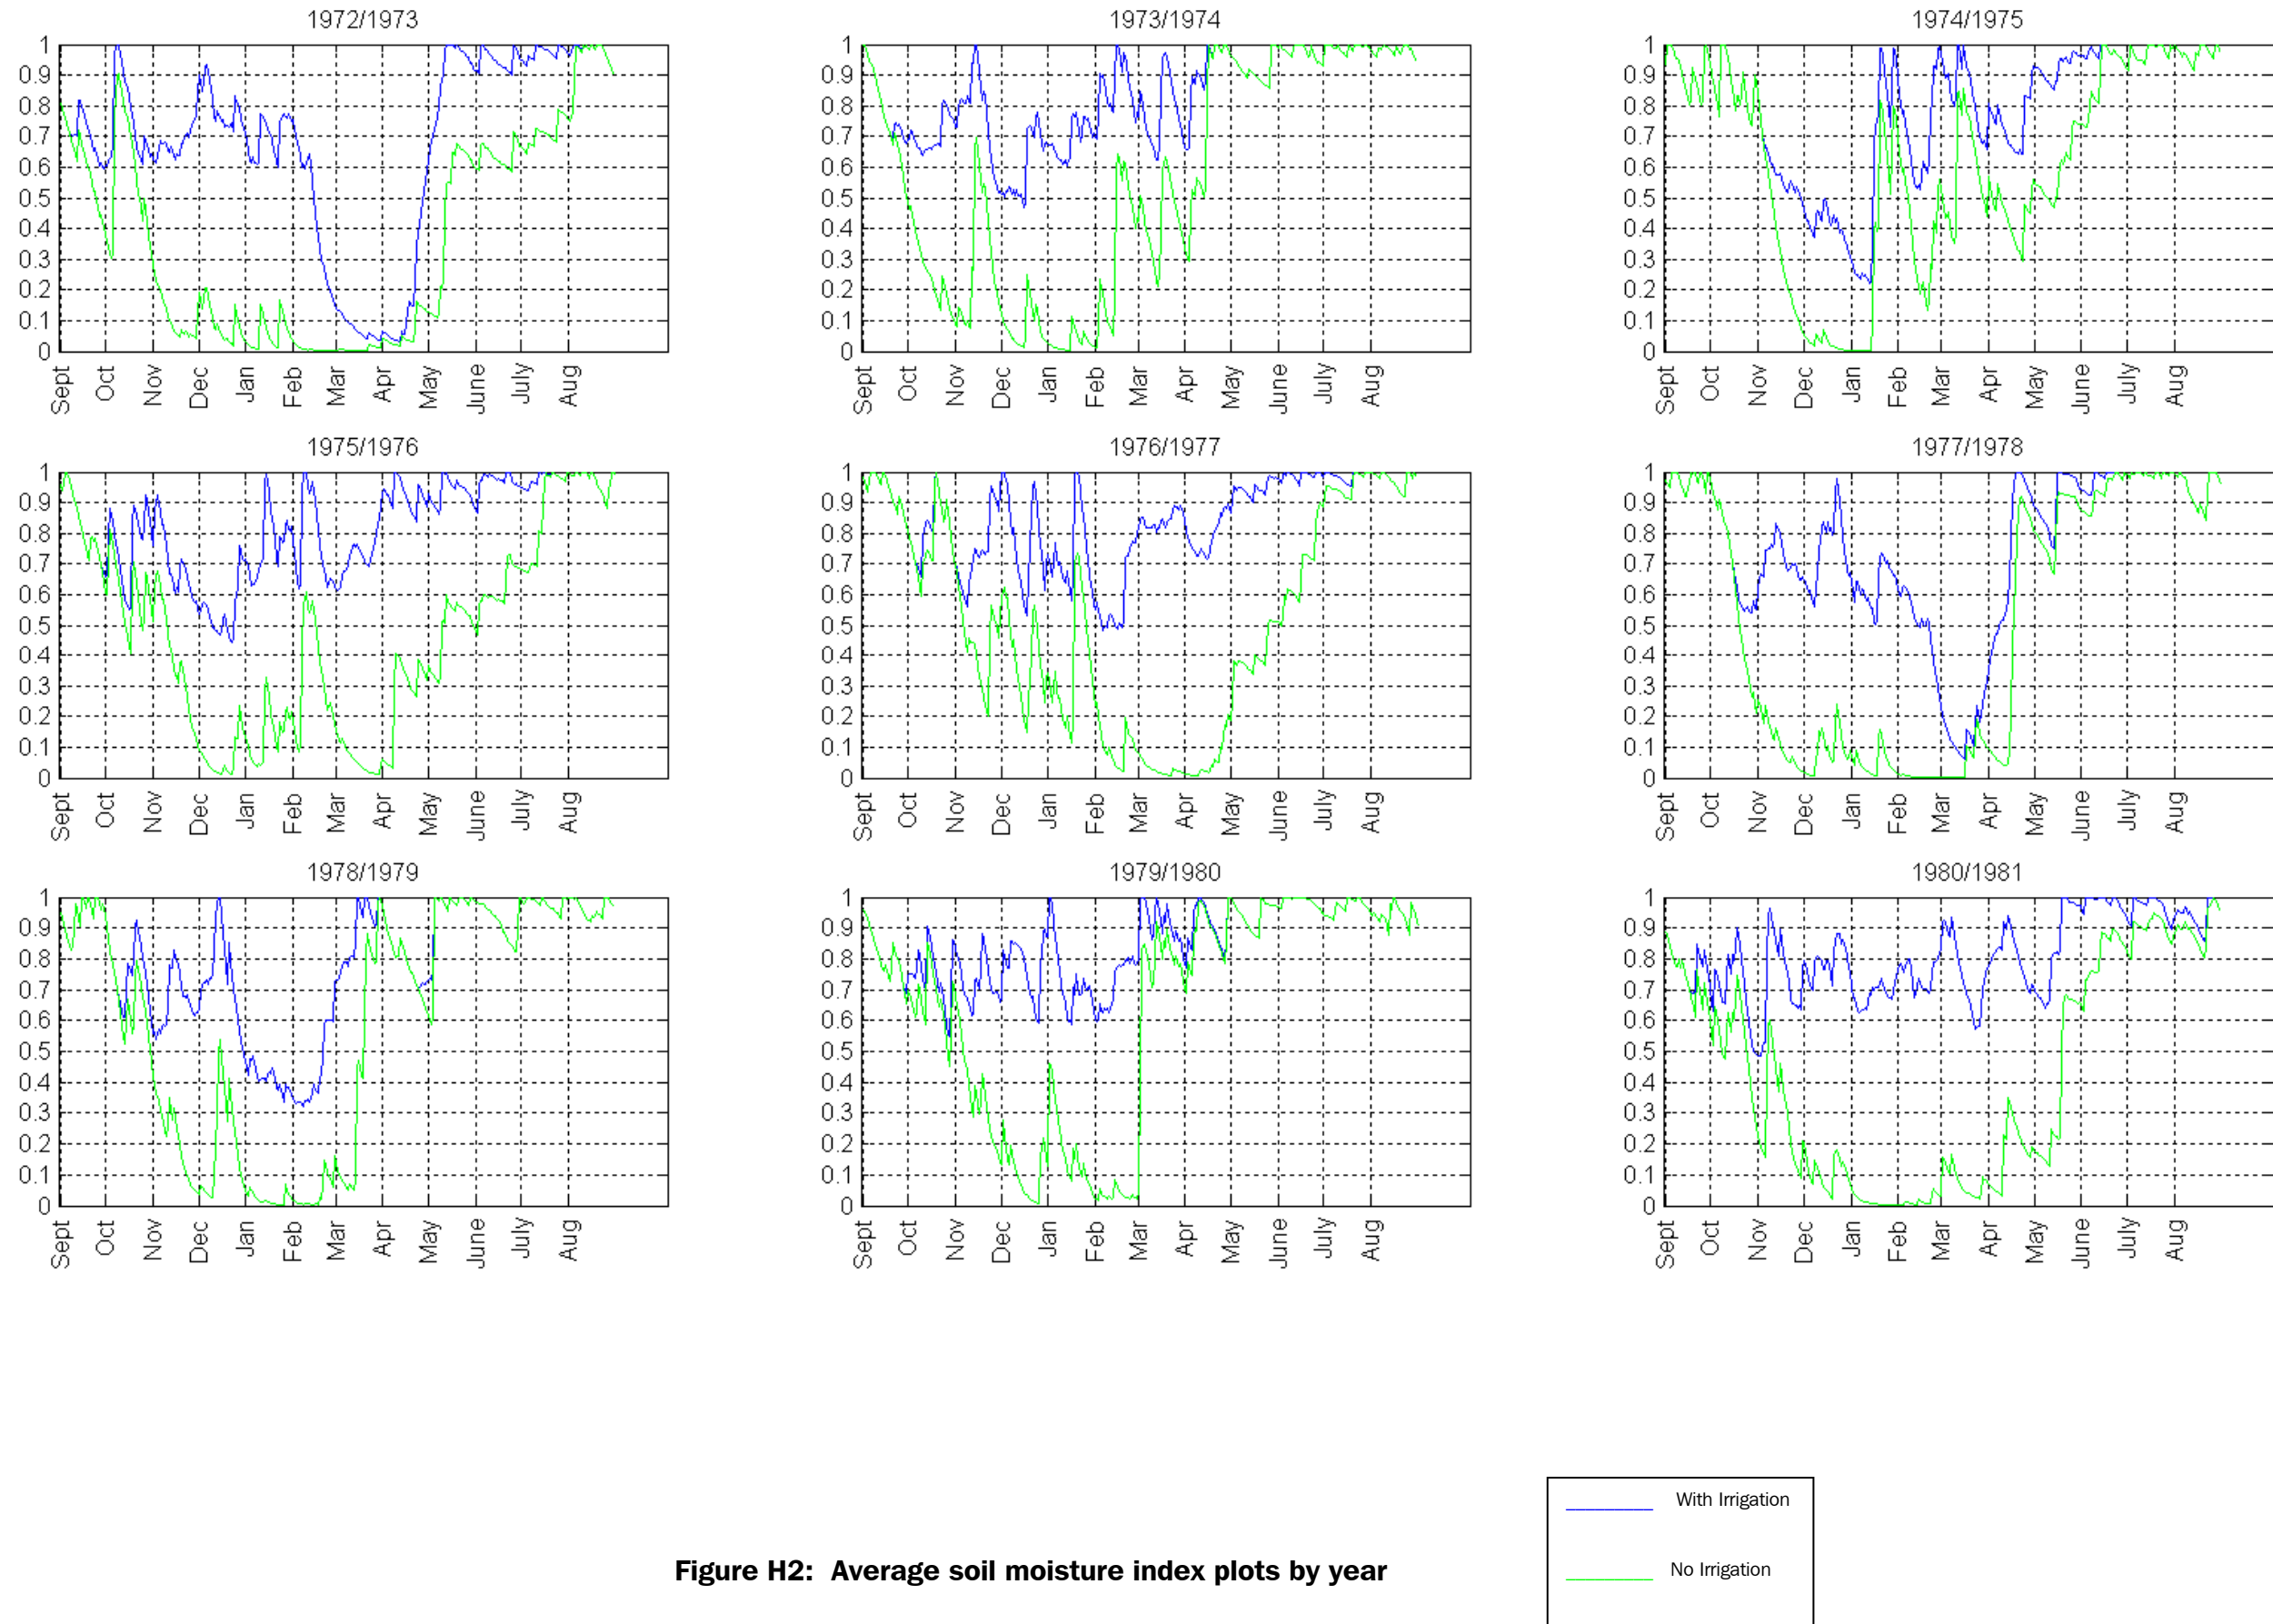 1972/1973 1973/1974 1974/1975
1 1 1
0.9 0.9 0.9
0.8 0.8 0.8
0.7 0.7 0.7
0.6 0.6 0.6
0.5 0.5 0.5
0.4 0.4 0.4
0.3 0.3 0.3
0.2 0.2 0.2
0.1 0.1 0.1
0 0 0
Sept Oct Nov Dec Jan Feb Mar Apr May June July Aug Sept Oct Nov Dec Jan Feb Mar Apr May June July Aug Sept Oct Nov Dec Jan Feb Mar Apr May June July Aug
1975/1976 1976/1977 1977/1978
1 1 1
0.9 0.9 0.9
0.8 0.8 0.8
0.7 0.7 0.7
0.6 0.6 0.6
0.5 0.5 0.5
0.4 0.4 0.4
0.3 0.3 0.3
0.2 0.2 0.2
0.1 0.1 0.1
0 0 0
Sept Oct Nov Dec Jan Feb Mar Apr May June July Aug Sept Oct Nov Dec Jan Feb Mar Apr May June July Aug Sept Oct Nov Dec Jan Feb Mar Apr May June July Aug
1978/1979 1979/1980 1980/1981
1 1 1
0.9 0.9 0.9
0.8 0.8 0.8
0.7 0.7 0.7
0.6 0.6 0.6
0.5 0.5 0.5
0.4 0.4 0.4
0.3 0.3 0.3
0.2 0.2 0.2
0.1 0.1 0.1
0 0 0
Sept Oct Nov Dec Jan Feb Mar Apr May June July Aug Sept Oct Nov Dec Jan Feb Mar Apr May June July Aug Sept Oct Nov Dec Jan Feb Mar Apr May June July Aug
With Irrigation
No Irrigation
Figure H2: Average soil moisture index plots by year